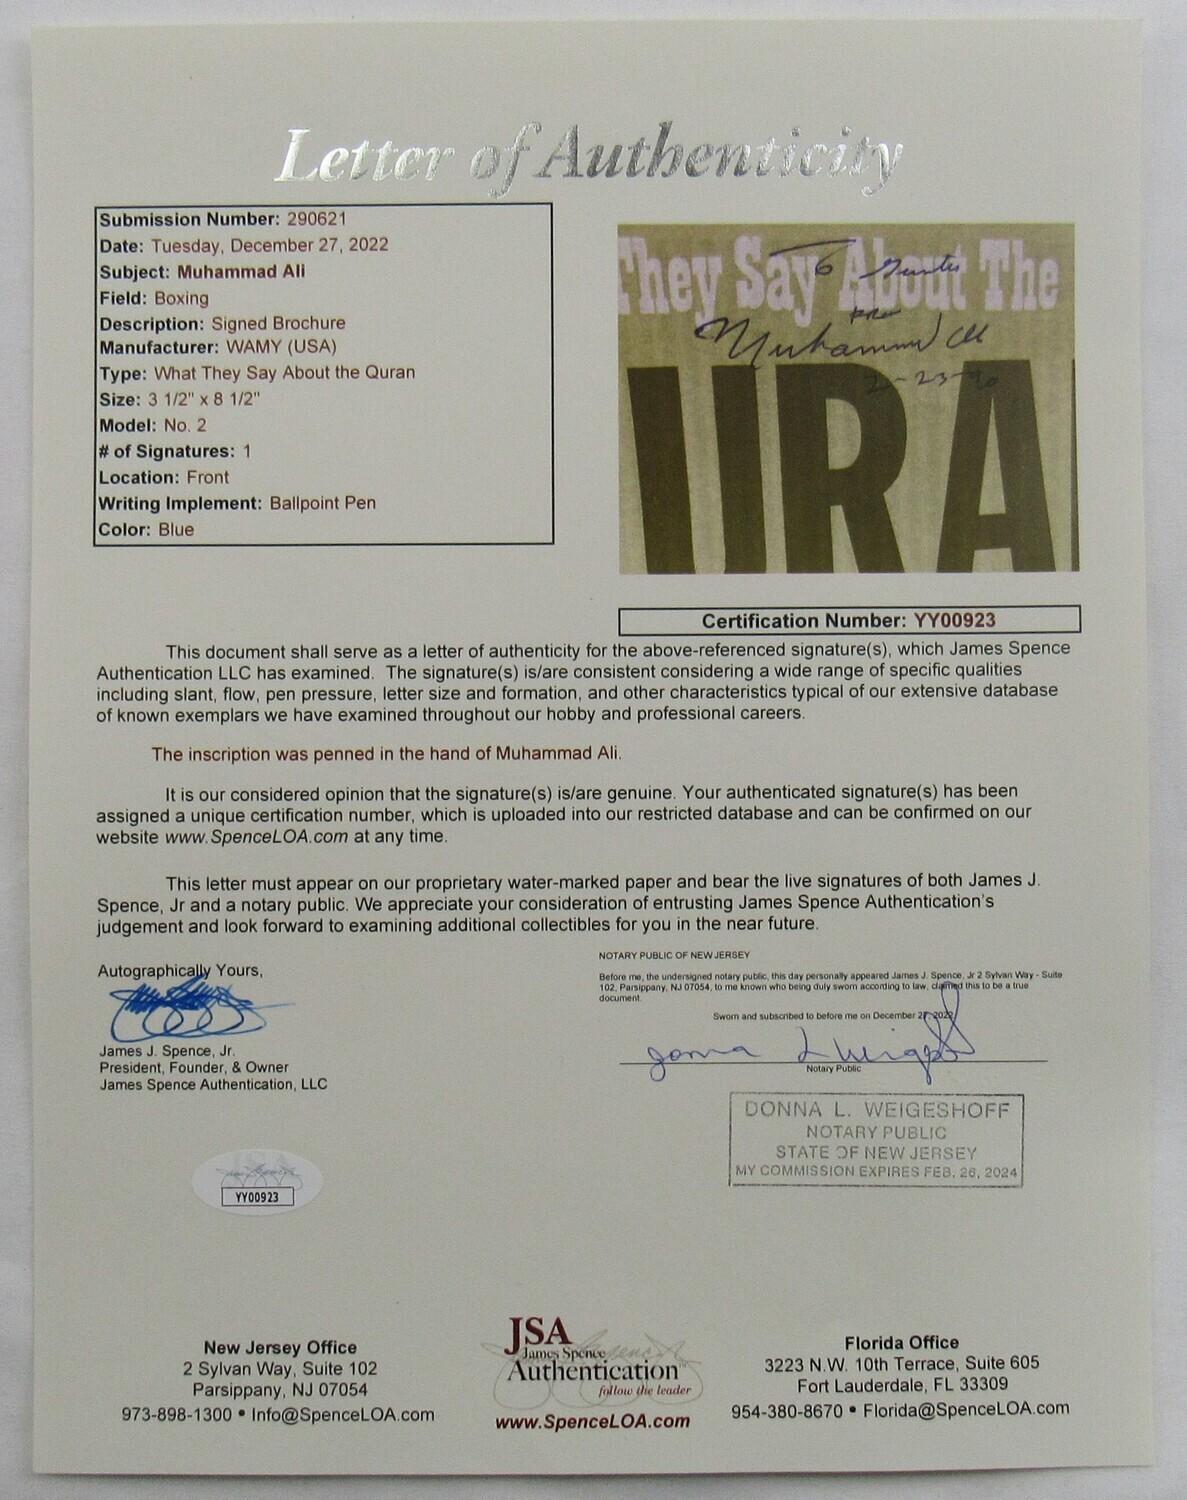 Letter of Authenticity
Submission Number: 290621
Date: Tuesday, December 27, 2022
Subject: Muhammad Ali
Field: Boxing
Description: Signed Brochure
Manufacturer: WAMY (USA)
Type: What They Say About the Quran
Size: 3 1/2" x 8 1/2"
Model: No. 2
# of Signatures: 1
Location: Front
Writing Implement: Ballpoint Pen
Color: Blue
They Say About The
To
Muhammad Ali
2-23-90
URA
Certification Number: YY00923
This document shall serve as a letter of authenticity for the above-referenced signature(s), which James Spence
Authentication LLC has examined. The signature(s) is/are consistent considering a wide range of specific qualities
including slant, flow, pen pressure, letter size and formation, and other characteristics typical of our extensive database
of known exemplars we have examined throughout our hobby and professional careers.
The inscription was penned in the hand of Muhammad Ali.
It is our considered opinion that the signature(s) is/are genuine. Your authenticated signature(s) has been
assigned a unique certification number, which is uploaded into our restricted database and can be confirmed on our
website www.SpenceLOA.com at any time.
This letter must appear on our proprietary water-marked paper and bear the live signatures of both James J.
Spence, Jr and a notary public. We appreciate your consideration of entrusting James Spence Authentication's
judgement and look forward to examining additional collectibles for you in the near future.
Autographically Yours,
James J. Spence, Jr.
President, Founder, & Owner
James Spence Authentication, LLC
NOTARY PUBLIC OF NEW JERSEY
Before me, the undersigned notary public, this day personally appeared James J. Spence, Jr 2 Sylvan Way - Suite
102, Parsippany, NJ 07054, to me known who being duly sworn according to law, claimed this to be a true
document.
Sworn and subscribed to before me on December 27, 2022
Donna L Weigeshoff
Notary Public
DONNA L. WEIGESHOFF
NOTARY PUBLIC
STATE OF NEW JERSEY
MY COMMISSION EXPIRES FEB. 26, 2024
YY00923
New Jersey Office
2 Sylvan Way, Suite 102
Parsippany, NJ 07054
973-898-1300 • Info@SpenceLOA.com
JSA
James Spence
Authentication
follow the leader
www.SpenceLOA.com
Florida Office
3223 N.W. 10th Terrace, Suite 605
Fort Lauderdale, FL 33309
954-380-8670 • Florida@SpenceLOA.com